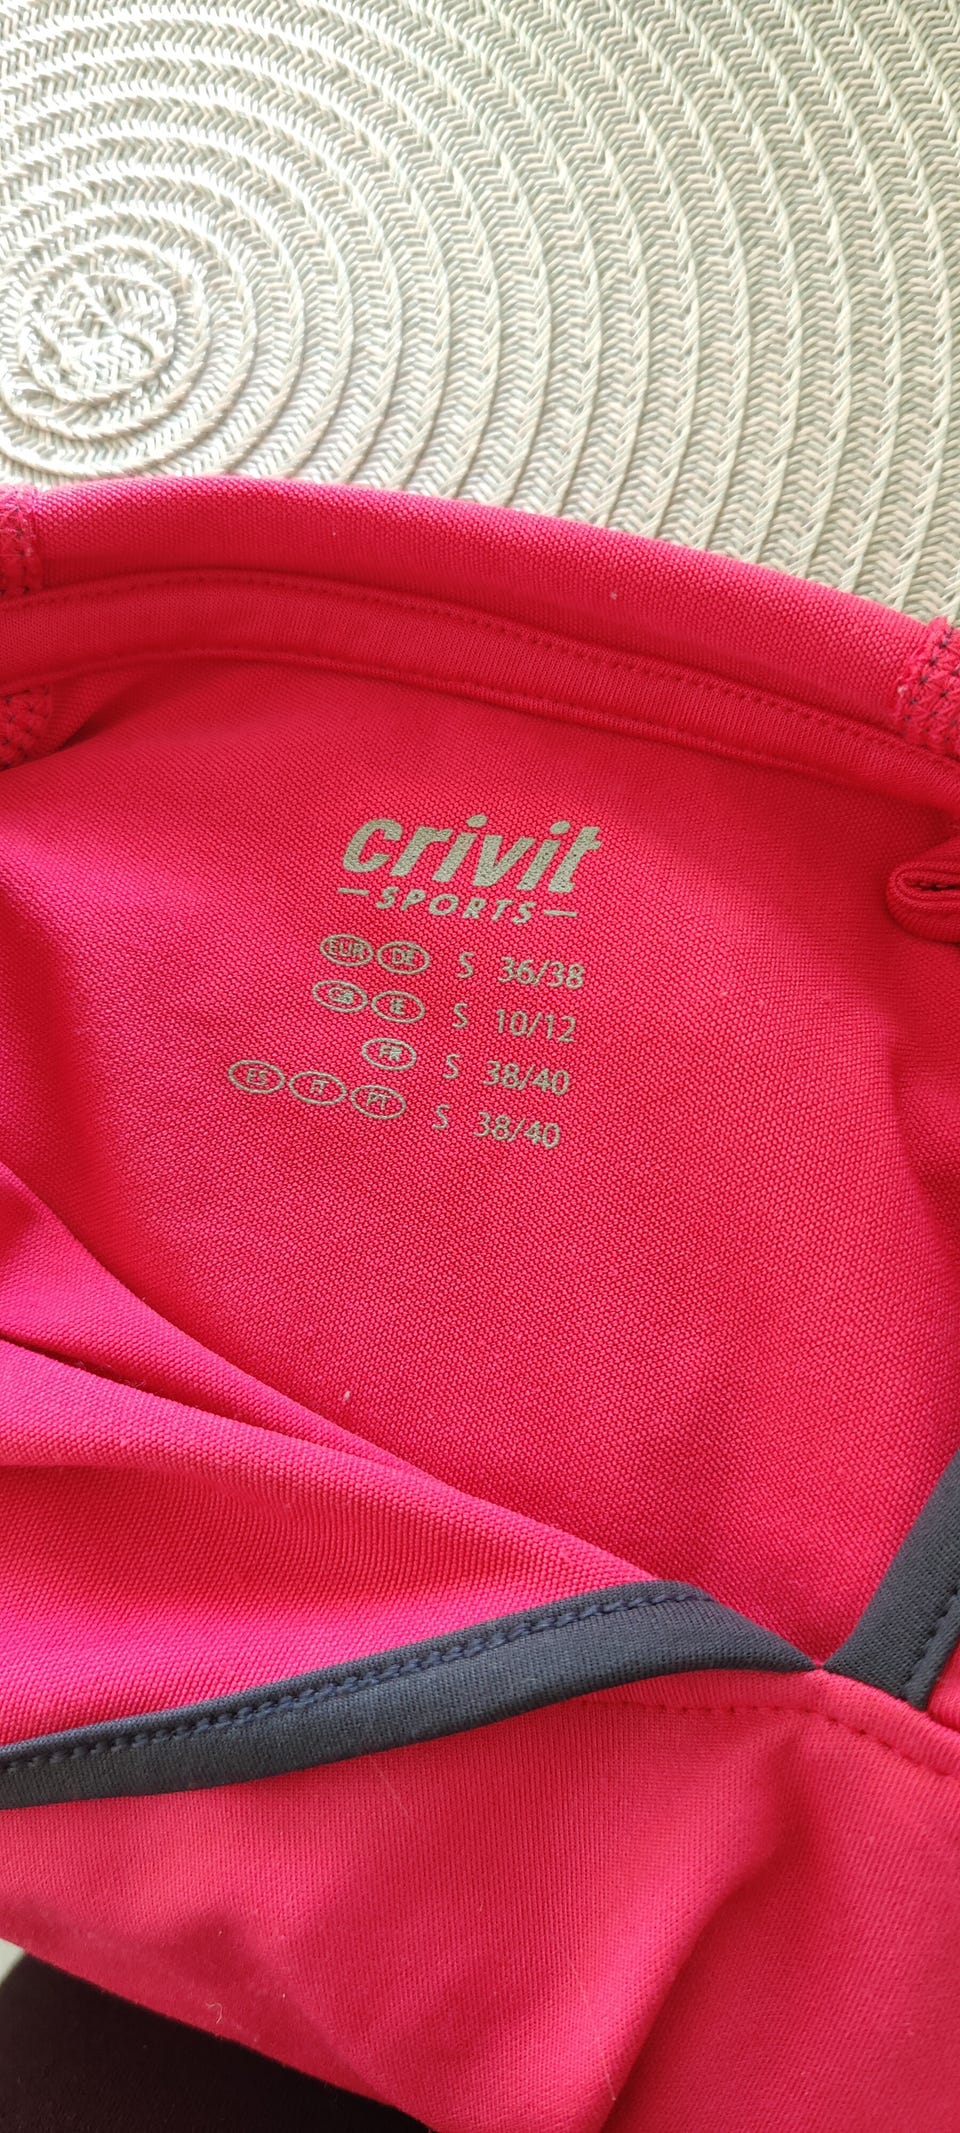 crivit
SPORTS
EUR DE S 36/38
GB IE S 10/12
FR S 38/40
ES IT PT S 38/40